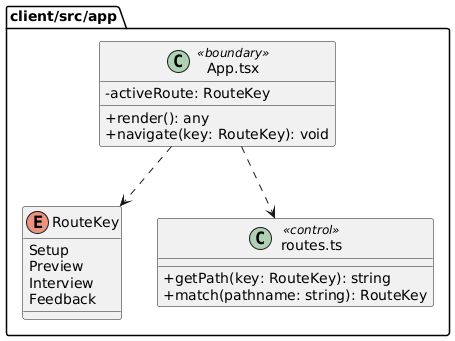 client/src/app
C
«boundary»
App.tsx
-activeRoute: RouteKey
+render(): any
+navigate(key: RouteKey): void
E RouteKey
Setup
Preview
Interview
Feedback
C
«control»
routes.ts
+getPath(key: RouteKey): string
+match(pathname: string): RouteKey